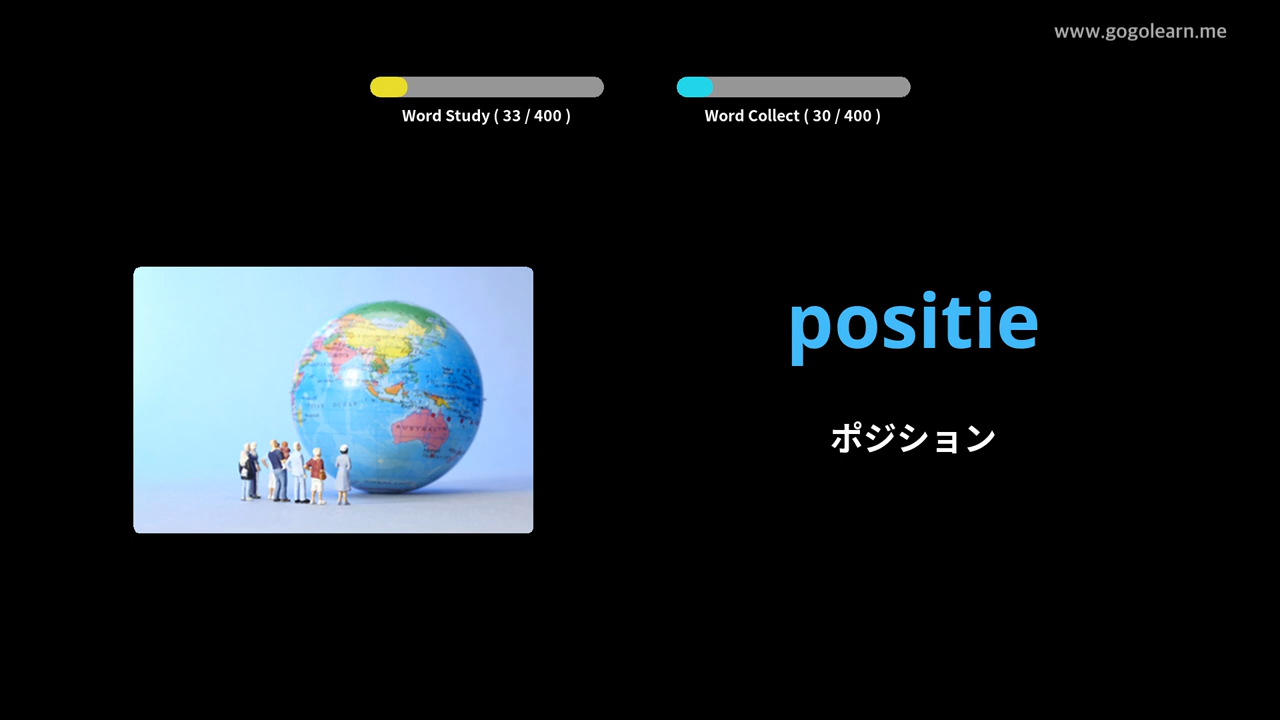 www.gogolearn.me
Word Study ( 33 / 400 )
Word Collect ( 30 / 400 )
positie
ポジション